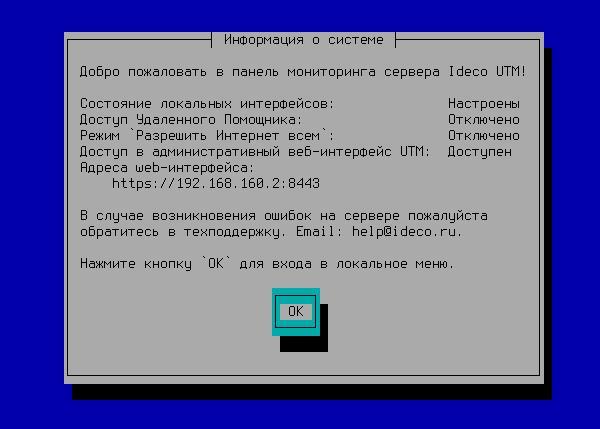 Информация о системе
Добро пожаловать в панель мониторинга сервера Ideco UTM!
Состояние локальных интерфейсов: Настроены
Доступ Удаленного Помощника: Отключено
Режим `Разрешить Интернет всем`: Отключено
Доступ в административный веб-интерфейс UTM: Доступен
Адреса web-интерфейса:
https://192.168.160.2:8443
В случае возникновения ошибок на сервере пожалуйста
обратитесь в техподдержку. Email: help@ideco.ru.
Нажмите кнопку `OK` для входа в локальное меню.
OK